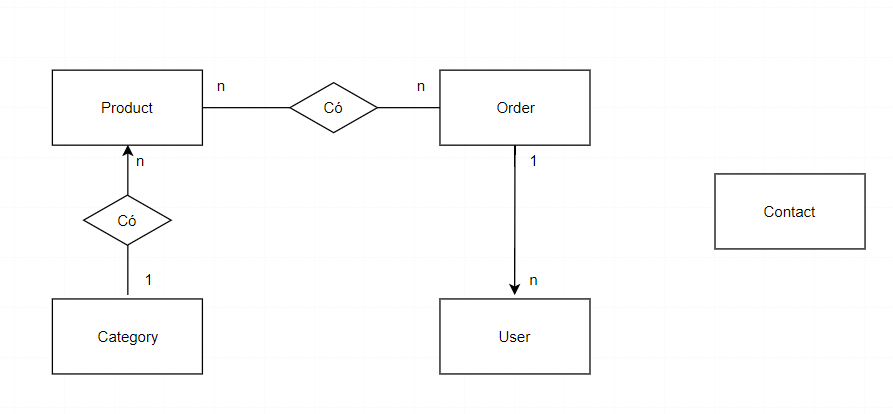 n
n
Product
Có
Order
n
1
Contact
Có
1
n
Category
User